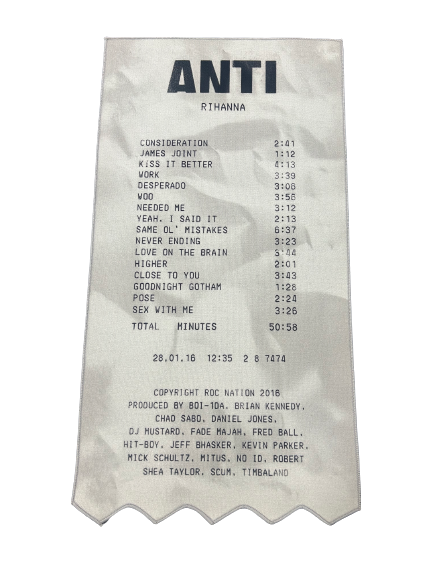 ANTI
RIHANNA
CONSIDERATION 2:41
JAMES JOINT 1:12
KISS IT BETTER 4:13
WORK 3:39
DESPERADO 3:06
WOO 3:56
NEEDED ME 3:12
YEAH. I SAID IT 2:13
SAME OL' MISTAKES 6:37
NEVER ENDING 3:23
LOVE ON THE BRAIN 3:44
HIGHER 2:01
CLOSE TO YOU 3:43
GOODNIGHT GOTHAM 1:28
POSE 2:24
SEX WITH ME 3:26
TOTAL MINUTES 50:58
28.01.16 12:35 2 8 7474
COPYRIGHT ROC NATION 2016
PRODUCED BY BOI-1DA, BRIAN KENNEDY,
CHAD SABO, DANIEL JONES,
DJ MUSTARD, FADE MAJAH, FRED BALL,
HIT-BOY, JEFF BHASKER, KEVIN PARKER,
MICK SCHULTZ, MITUS, NO ID, ROBERT
SHEA TAYLOR, SCUM, TIMBALAND